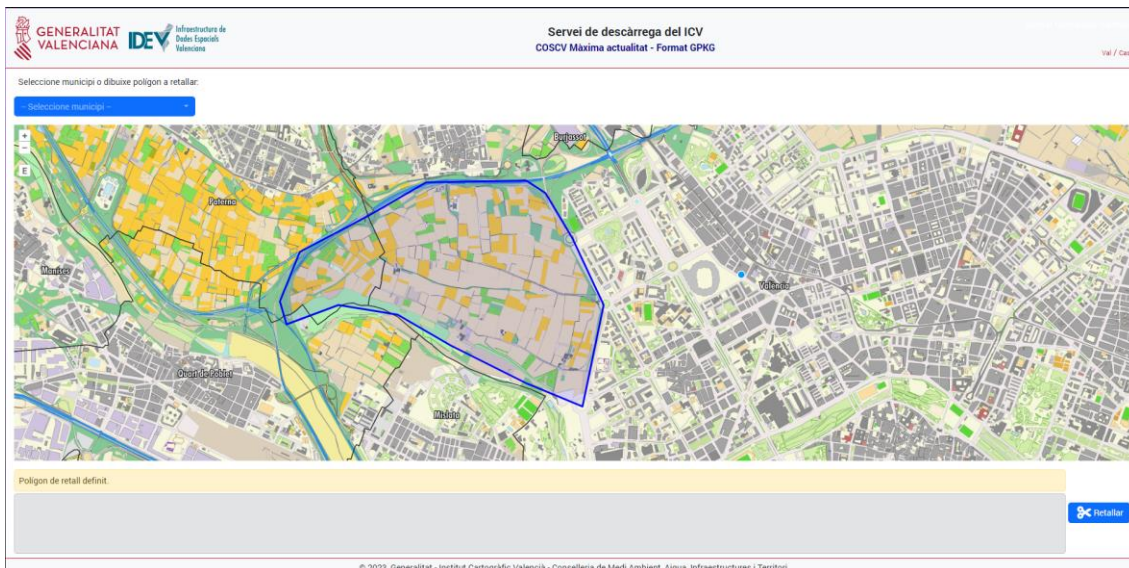 GENERALITAT
VALENCIANA
IDEV
Infraestructura de
Dades Espacials
Valenciana
Servei de descàrrega del ICV
COSCV Màxima actualitat - Format GPKG
Val / Cas
Seleccione municipi o dibuixe polígon a retallar:
-- Seleccione municipi --
+
−
E
Burjassot
Paterna
Manises
València
Quart de Poblet
Mislata
Polígon de retall definit.
Retallar
© 2023, Generalitat - Institut Cartogràfic Valencià - Conselleria de Medi Ambient, Aigua, Infraestructures i Territori